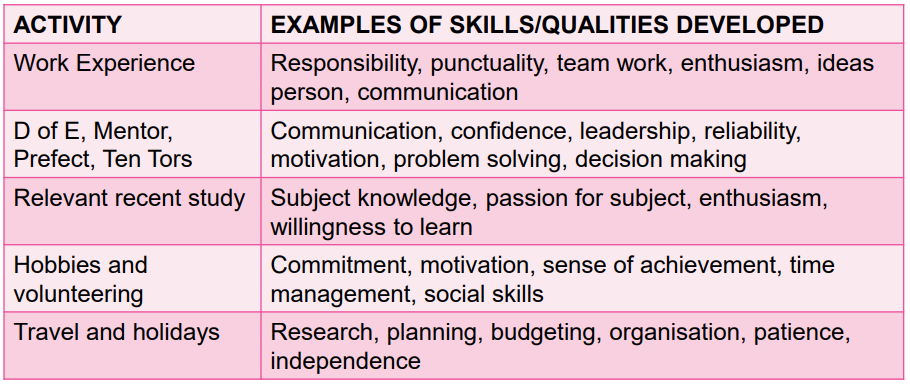 ACTIVITY
EXAMPLES OF SKILLS/QUALITIES DEVELOPED
Work Experience
Responsibility, punctuality, team work, enthusiasm, ideas
person, communication
D of E, Mentor,
Prefect, Ten Tors
Communication, confidence, leadership, reliability,
motivation, problem solving, decision making
Relevant recent study
Subject knowledge, passion for subject, enthusiasm,
willingness to learn
Hobbies and
volunteering
Commitment, motivation, sense of achievement, time
management, social skills
Travel and holidays
Research, planning, budgeting, organisation, patience,
independence